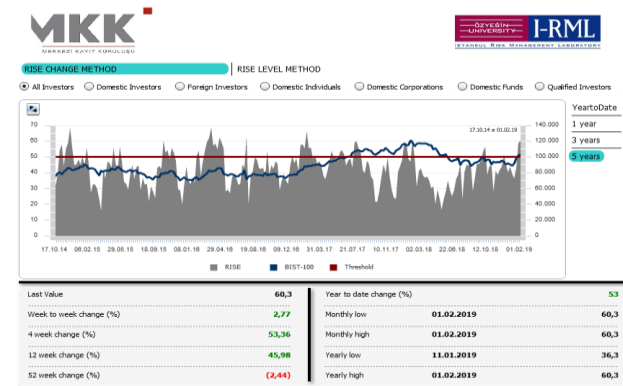 MKK
MERKEZİ KAYIT KURULUŞU
ÖZYEĞİN
UNIVERSITY
I-RML
ISTANBUL RISK MANAGEMENT LABORATORY
RISE CHANGE METHOD
RISE LEVEL METHOD
All Investors Domestic Investors Foreign Investors Domestic Individuals Domestic Corporations Domestic Funds Qualified Investors
YeartoDate
1 year
3 years
5 years
17.10.14 ± 01.02.19
70 140.000
60 120.000
50 100.000
40 80.000
30 60.000
20 40.000
10 20.000
0 0
17.10.14 06.02.15 29.05.15 18.09.15 08.01.16 29.04.16 19.08.16 09.12.16 31.03.17 21.07.17 10.11.17 02.03.18 22.06.18 12.10.18 01.02.19
RISE BIST-100 Threshold
Last Value 60,3
Week to week change (%) 2,77
4 week change (%) 53,36
12 week change (%) 45,98
52 week change (%) (2,44)
Year to date change (%) 53
Monthly low 01.02.2019 60,3
Monthly high 01.02.2019 60,3
Yearly low 11.01.2019 36,3
Yearly high 01.02.2019 60,3